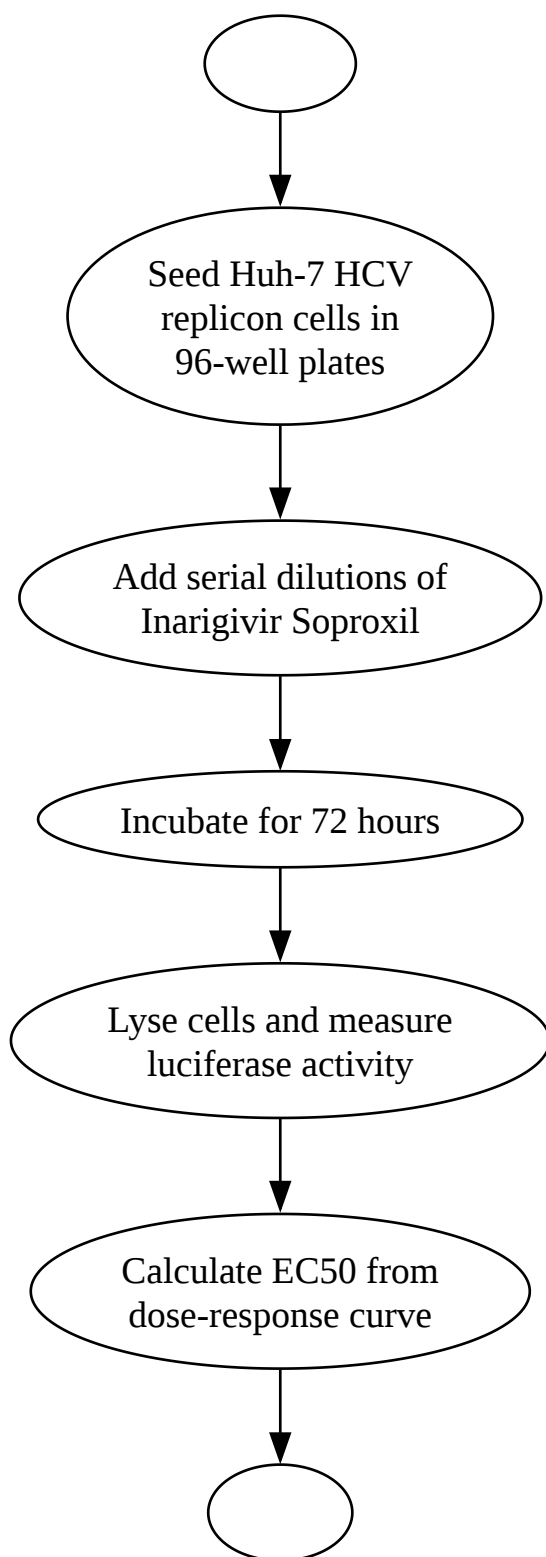 Seed Huh-7 HCV
replicon cells in
96-well plates
Add serial dilutions of
Inarigivir Soproxil
Incubate for 72 hours
Lyse cells and measure
luciferase activity
Calculate EC50 from
dose-response curve